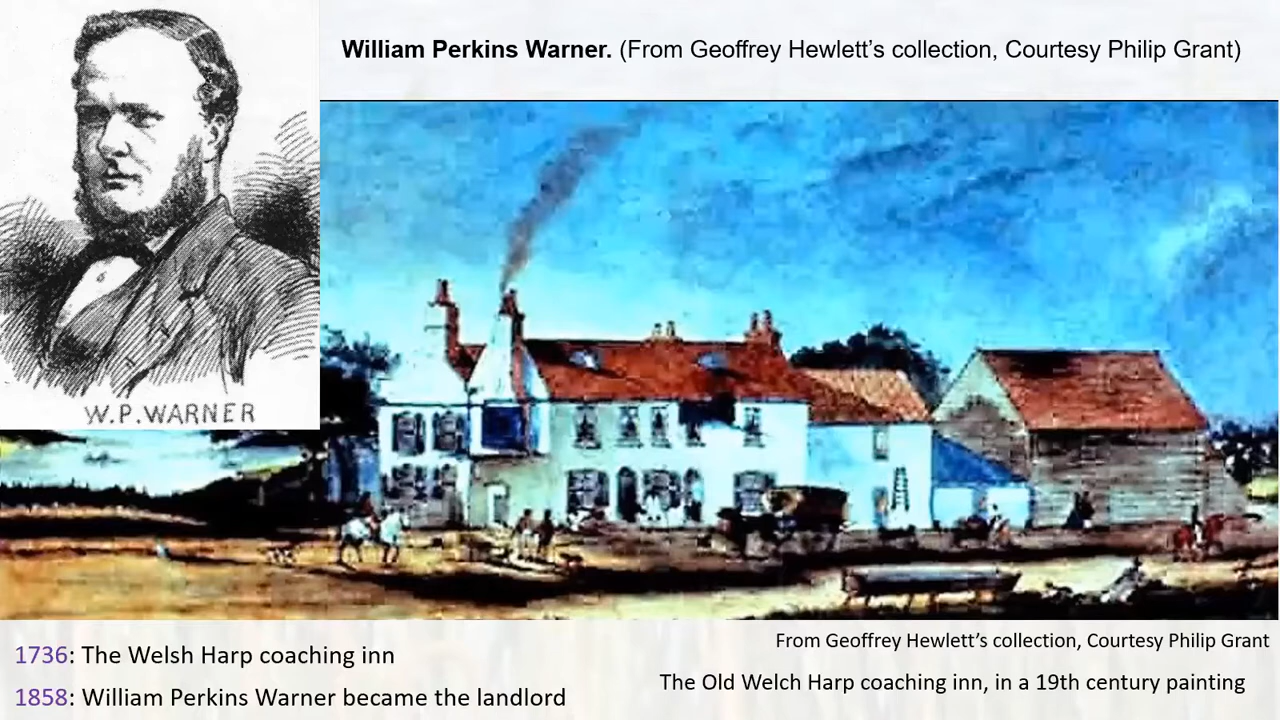 William Perkins Warner. (From Geoffrey Hewlett’s collection, Courtesy Philip Grant)
W.P.WARNER
From Geoffrey Hewlett’s collection, Courtesy Philip Grant
1736: The Welsh Harp coaching inn
The Old Welch Harp coaching inn, in a 19th century painting
1858: William Perkins Warner became the landlord